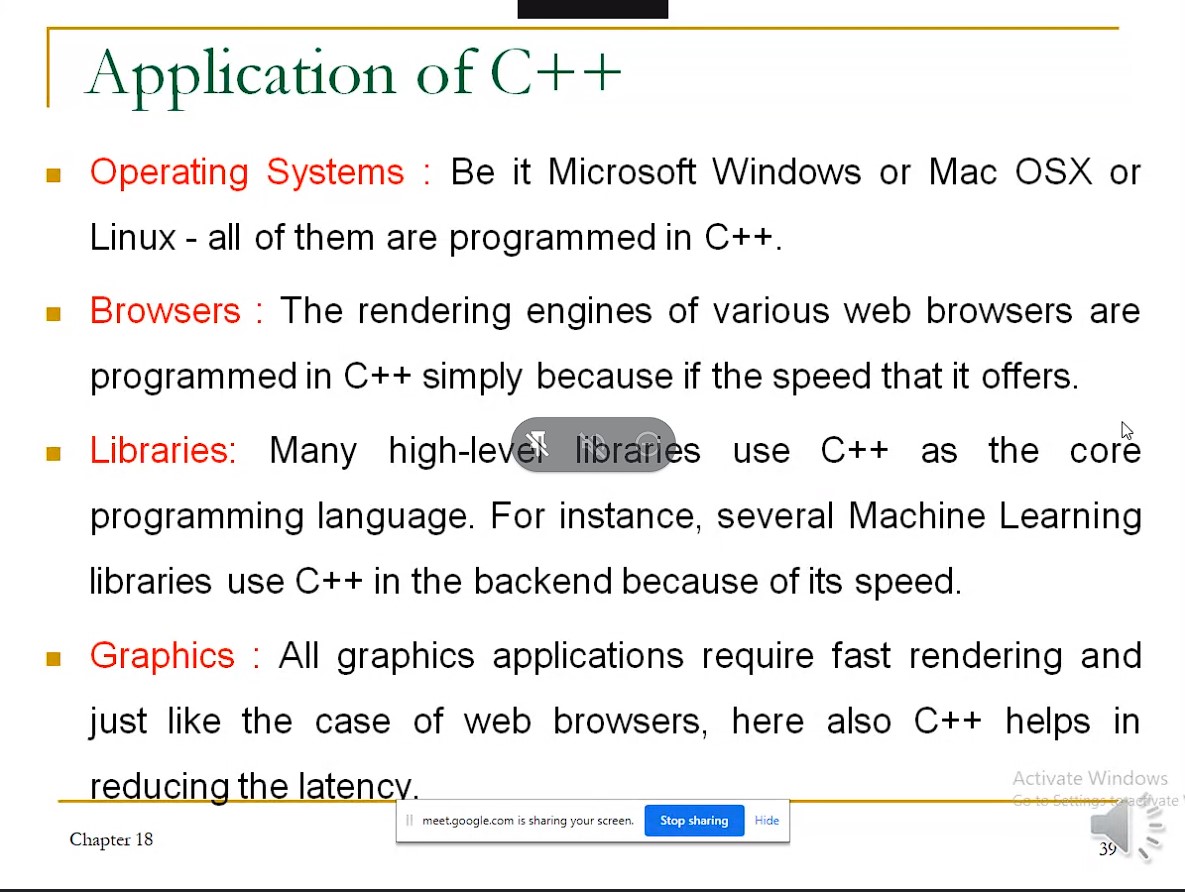 Application of C++
Operating Systems : Be it Microsoft Windows or Mac OSX or
Linux - all of them are programmed in C++.
Browsers : The rendering engines of various web browsers are
programmed in C++ simply because if the speed that it offers.
Libraries: Many high-level libraries use C++ as the core
programming language. For instance, several Machine Learning
libraries use C++ in the backend because of its speed.
Graphics : All graphics applications require fast rendering and
just like the case of web browsers, here also C++ helps in
reducing the latency.
Activate Windows
Go to Settings to activate
meet.google.com is sharing your screen.
Stop sharing
Hide
Chapter 18
39